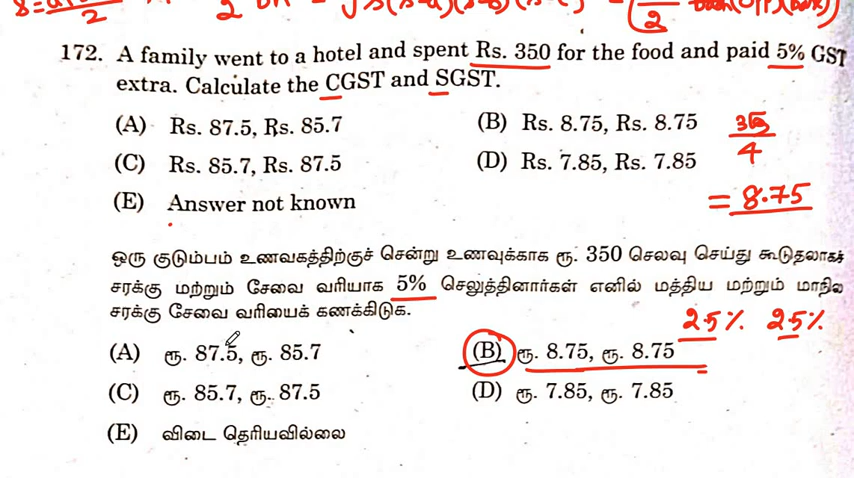 172. A family went to a hotel and spent Rs. 350 for the food and paid 5% GST
extra. Calculate the CGST and SGST.
(A) Rs. 87.5, Rs. 85.7 (B) Rs. 8.75, Rs. 8.75
(C) Rs. 85.7, Rs. 87.5 (D) Rs. 7.85, Rs. 7.85
4
(E) Answer not known
= 8.75
ஒரு குடும்பம் உணவகத்திற்குச் சென்று உணவுக்காக ரூ. 350 செலவு செய்து கூடுதலாகச்
சரக்கு மற்றும் சேவை வரியாக 5% செலுத்தினார்கள் எனில் மத்திய மற்றும் மாநில
சரக்கு சேவை வரியைக் கணக்கிடுக.
2.5% 2.5%
(A) ரூ. 87.5, ரூ. 85.7 (B) ரூ. 8.75, ரூ. 8.75
(C) ரூ. 85.7, ரூ. 87.5 (D) ரூ. 7.85, ரூ. 7.85
(E) விடை தெரியவில்லை